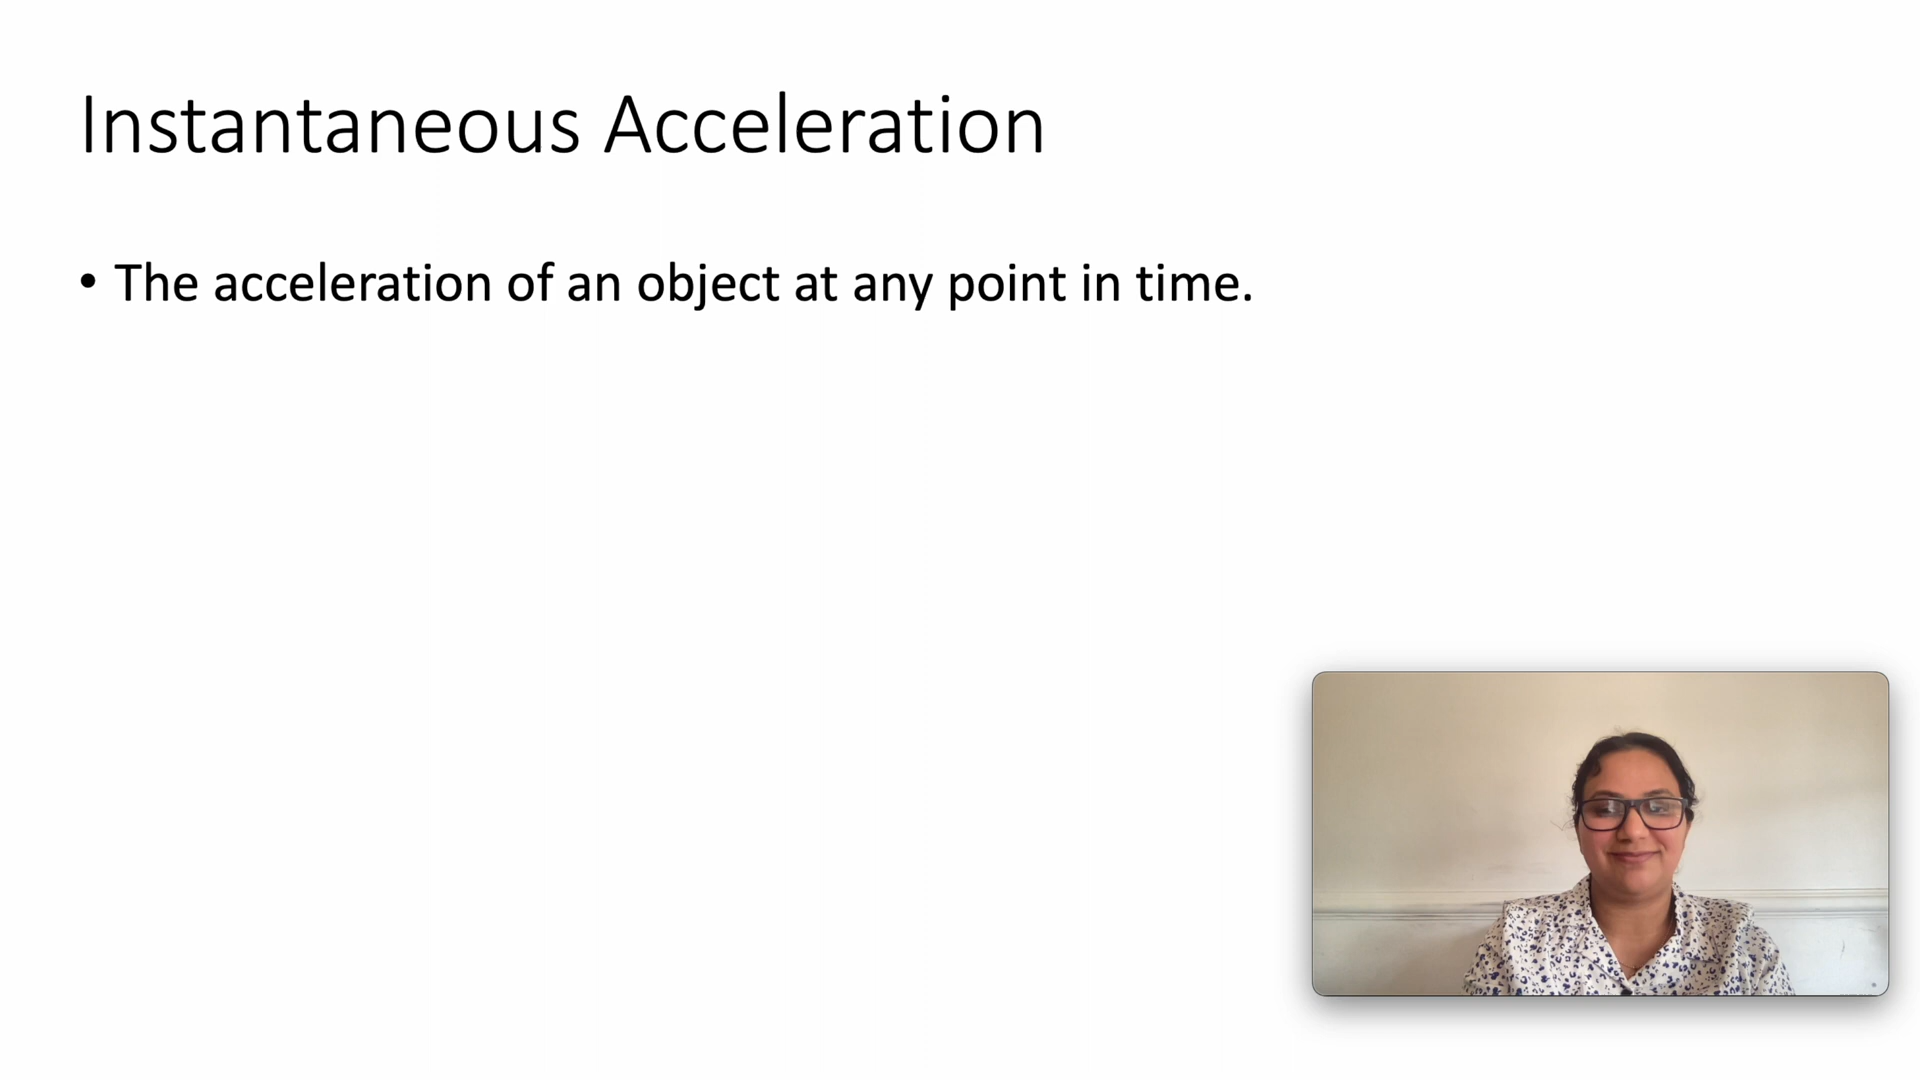 Instantaneous Acceleration
• The acceleration of an object at any point in time.